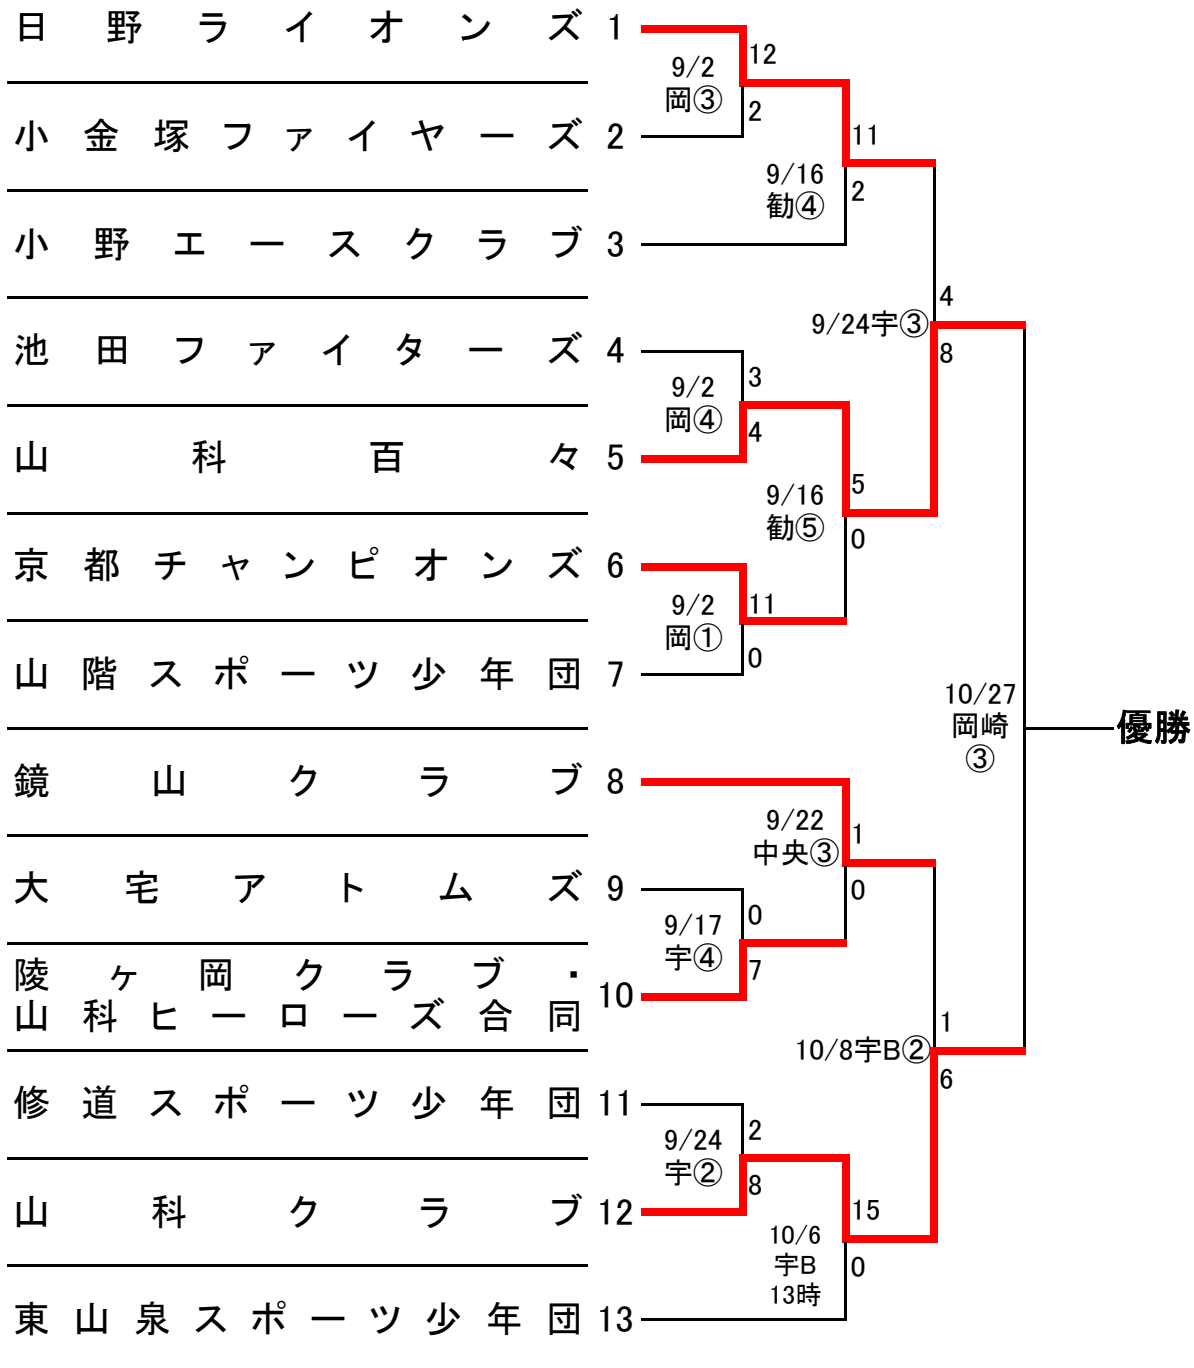 日野ライオンズ 1
小金塚ファイヤーズ 2
小野エースクラブ 3
池田ファイターズ 4
山科百々 5
京都チャンピオンズ 6
山階スポーツ少年団 7
鏡山クラブ 8
大宅アトムズ 9
陵ヶ岡クラブ・
山科ヒーローズ合同 10
修道スポーツ少年団 11
山科クラブ 12
東山泉スポーツ少年団 13
9/2
岡③
12
2
9/2
岡④
3
4
9/2
岡①
11
0
9/17
宇④
0
7
9/24
宇②
2
8
9/16
勧④
11
2
9/16
勧⑤
5
0
9/22
中央③
1
0
10/6
宇B
13時
15
0
9/24宇③
4
8
10/8宇B②
1
6
10/27
岡崎
③
優勝